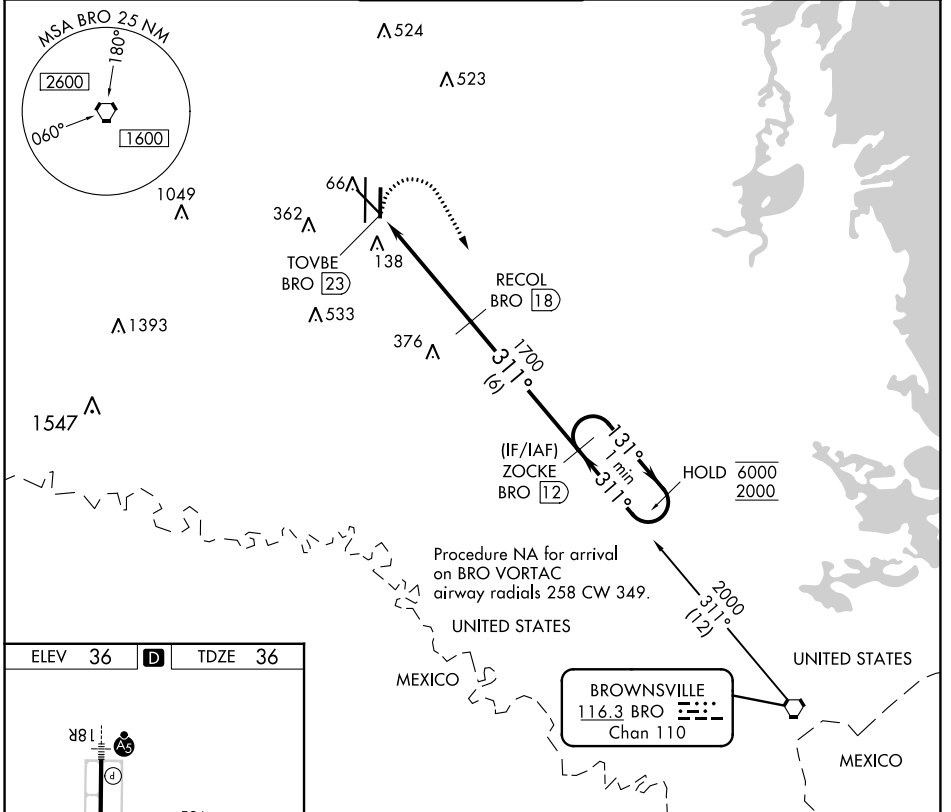 MSA BRO 25 NM
180°
2600
060°
1600
524
523
1049
66
362
138
TOVBE
BRO 23
RECOL
BRO 18
533
1393
376
1700
311°
(6)
1547
(IF/IAF)
ZOCKE
BRO 12
131°
1 min
311°
HOLD 6000
2000
Procedure NA for arrival
on BRO VORTAC
airway radials 258 CW 349.
2000
311°
(12)
UNITED STATES
MEXICO
UNITED STATES
MEXICO
BROWNSVILLE
116.3 BRO
Chan 110
ELEV 36 D TDZE 36
18R
A5
P